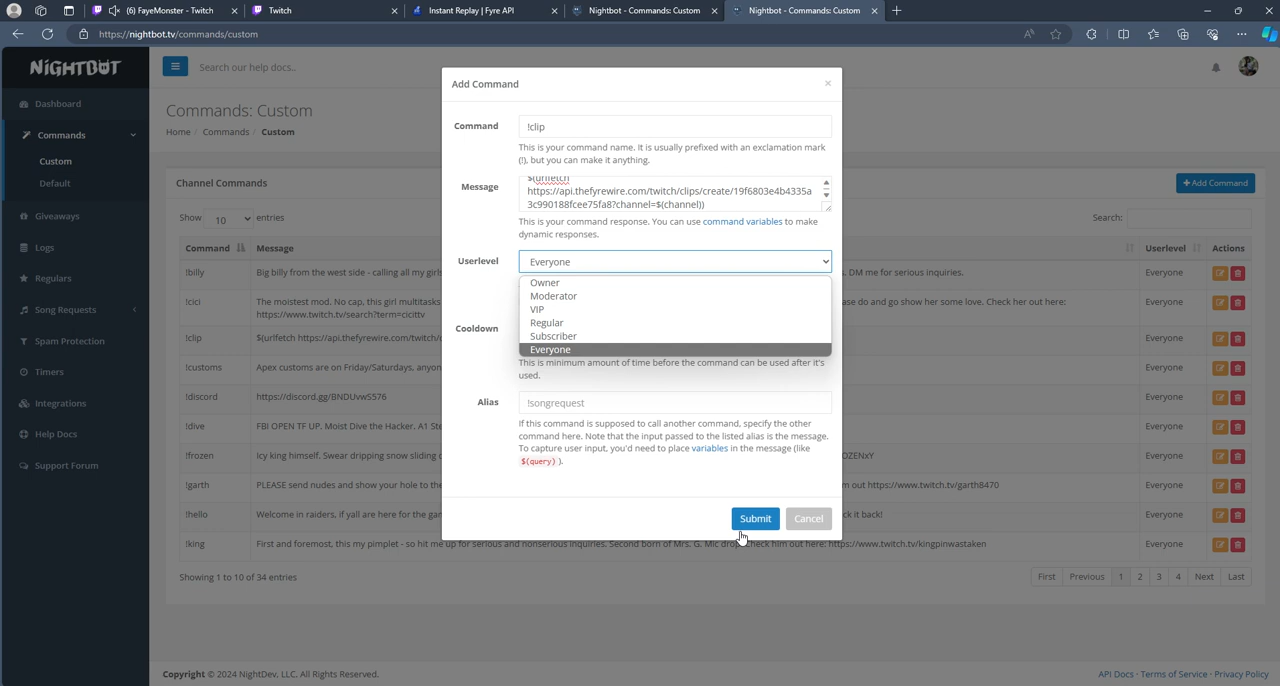 (6) FayeMonster - Twitch
Twitch
Instant Replay | Fyre API
Nightbot - Commands: Custom
Nightbot - Commands: Custom
https://nightbot.tv/commands/custom
NiGHTBOT
Search our help docs..
Dashboard
Commands
Custom
Default
Giveaways
Logs
Regulars
Song Requests
Spam Protection
Timers
Integrations
Help Docs
Support Forum
Commands: Custom
Home / Commands / Custom
Channel Commands
+Add Command
Show 10 entries
Search:
Command Message Userlevel Actions
!billy Big billy from the west side - calling all my girls s. DM me for serious inquiries. Everyone
!cici The moistest mod. No cap, this girl multitasks ase do and go show her some love. Check her out here: Everyone
https://www.twitch.tv/search?term=cicittv
!clip $(urlfetch https://api.thefyrewire.com/twitch/c Everyone
!customs Apex customs are on Friday/Saturdays, anyon Everyone
!discord https://discord.gg/BNDUvwS576 Everyone
!dive FBI OPEN TF UP. Moist Dive the Hacker. A1 Ste Everyone
!frozen Icy king himself. Swear dripping snow sliding OZENxY Everyone
!garth PLEASE send nudes and show your hole to the m out https://www.twitch.tv/garth8470 Everyone
!hello Welcome in raiders, if yall are here for the gam ck it back! Everyone
!king First and foremost, this my pimplet - so hit me up for serious and nonserious inquiries. Second born of Mrs. G. Mic drop. Check him out here: https://www.twitch.tv/kingpinwastaken Everyone
Showing 1 to 10 of 34 entries
First Previous 1 2 3 4 Next Last
Add Command
×
Command
!clip
This is your command name. It is usually prefixed with an exclamation mark
(!), but you can make it anything.
Message
$(urlfetch
https://api.thefyrewire.com/twitch/clips/create/19f6803e4b4335a
3c990188fcee75fa8?channel=$(channel))
This is your command response. You can use command variables to make
dynamic responses.
Userlevel
Everyone
Owner
Moderator
VIP
Regular
Subscriber
Everyone
Cooldown
This is minimum amount of time before the command can be used after it's
used.
Alias
!songrequest
If this command is supposed to call another command, specify the other
command here. Note that the input passed to the listed alias is the message.
To capture user input, you'd need to place variables in the message (like
$(query) ).
Submit
Cancel
Copyright © 2024 NightDev, LLC. All Rights Reserved.
API Docs · Terms of Service · Privacy Policy